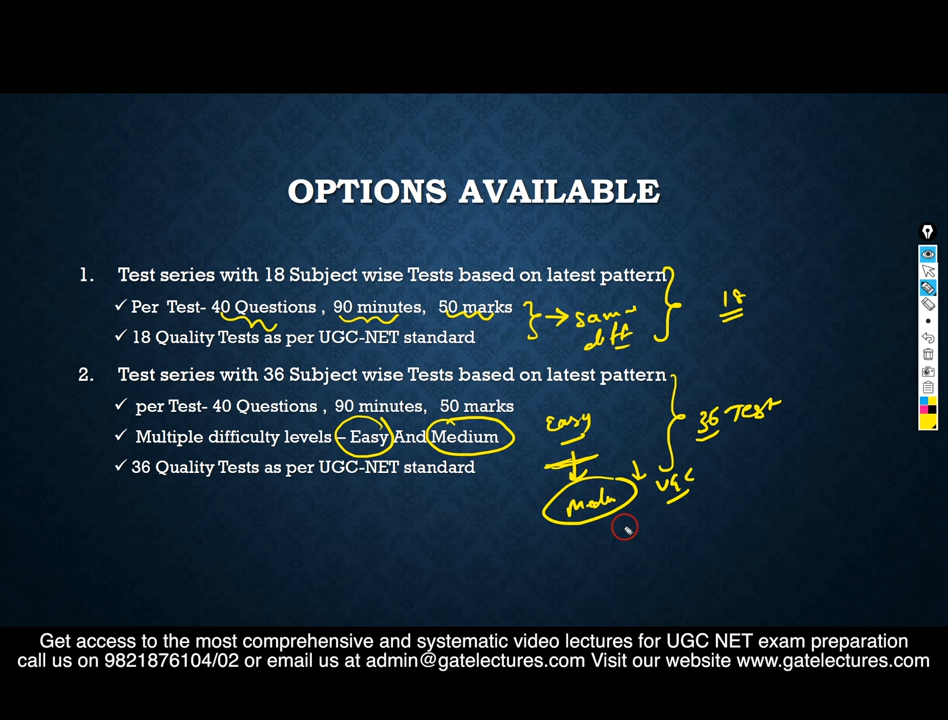 OPTIONS AVAILABLE
1. Test series with 18 Subject wise Tests based on latest pattern
✓ Per Test- 40 Questions , 90 minutes, 50 marks
18
same
diff
✓ 18 Quality Tests as per UGC-NET standard
2. Test series with 36 Subject wise Tests based on latest pattern
✓ per Test- 40 Questions , 90 minutes, 50 marks
36 Test
Easy
✓ Multiple difficulty levels – Easy And Medium
✓ 36 Quality Tests as per UGC-NET standard
UGC
Get access to the most comprehensive and systematic video lectures for UGC NET exam preparation
call us on 9821876104/02 or email us at admin@gatelectures.com Visit our website www.gatelectures.com